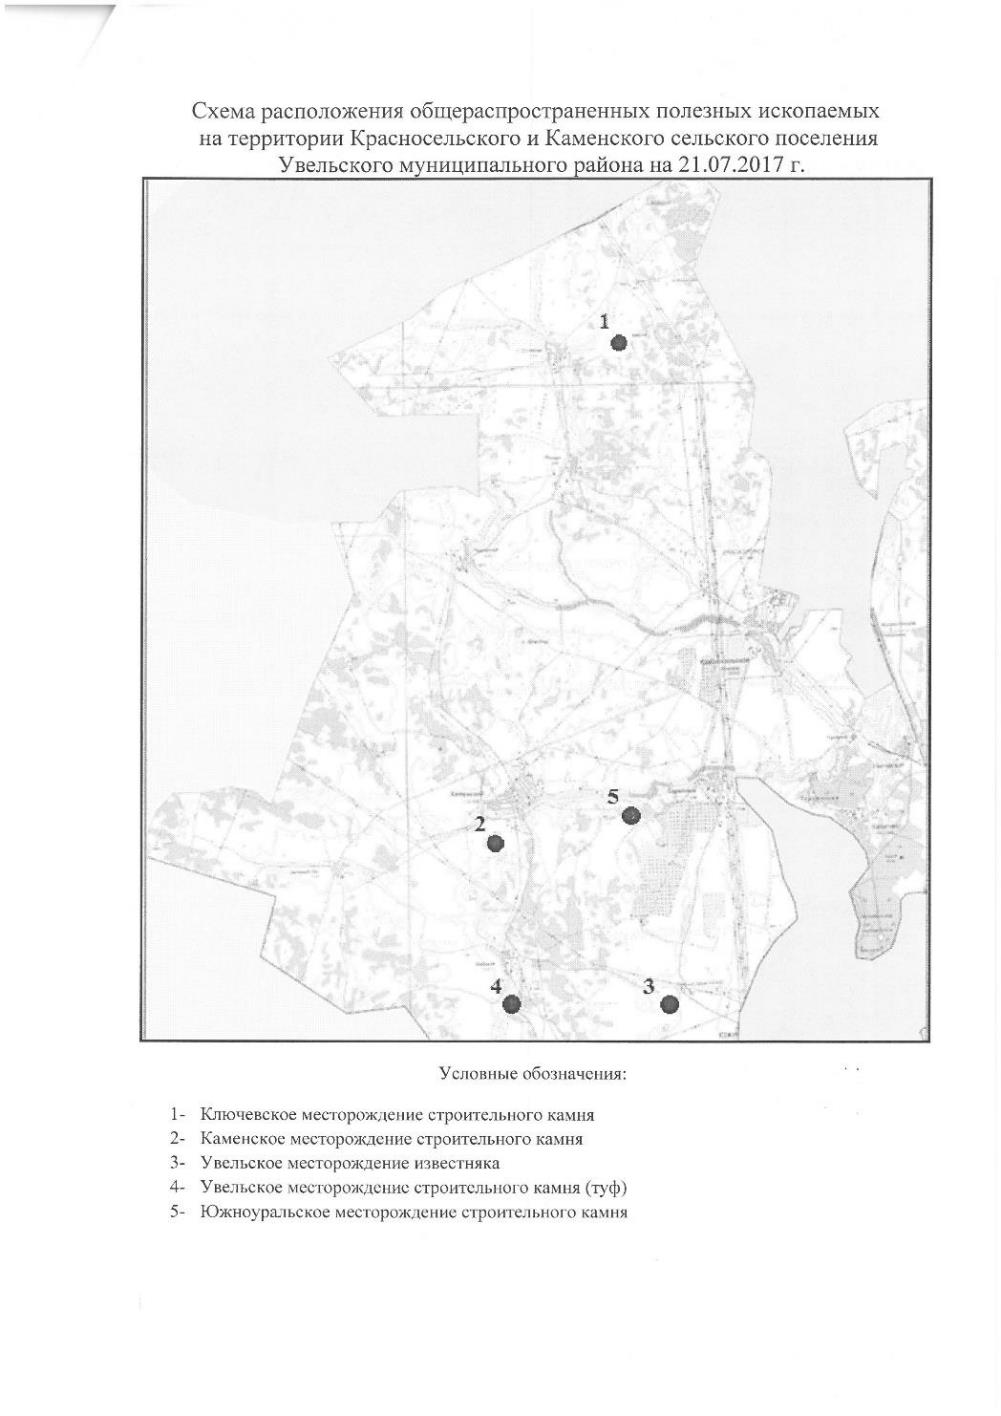 Схема расположения общераспространенных полезных ископаемых
на территории Красносельского и Каменского сельского поселения
Увельского муниципального района на 21.07.2017 г.
1
5
2
4
3
Условные обозначения:
1- Ключевское месторождение строительного камня
2- Каменское месторождение строительного камня
3- Увельское месторождение известняка
4- Увельское месторождение строительного камня (туф)
5- Южноуральское месторождение строительного камня